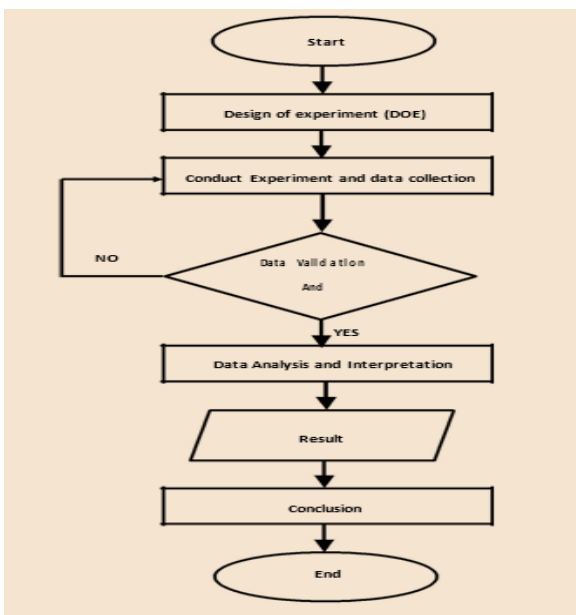 Start
Design of experiment (DOE)
Conduct Experiment and data collection
Data Validation
And
NO
YES
Data Analysis and Interpretation
Result
Conclusion
End